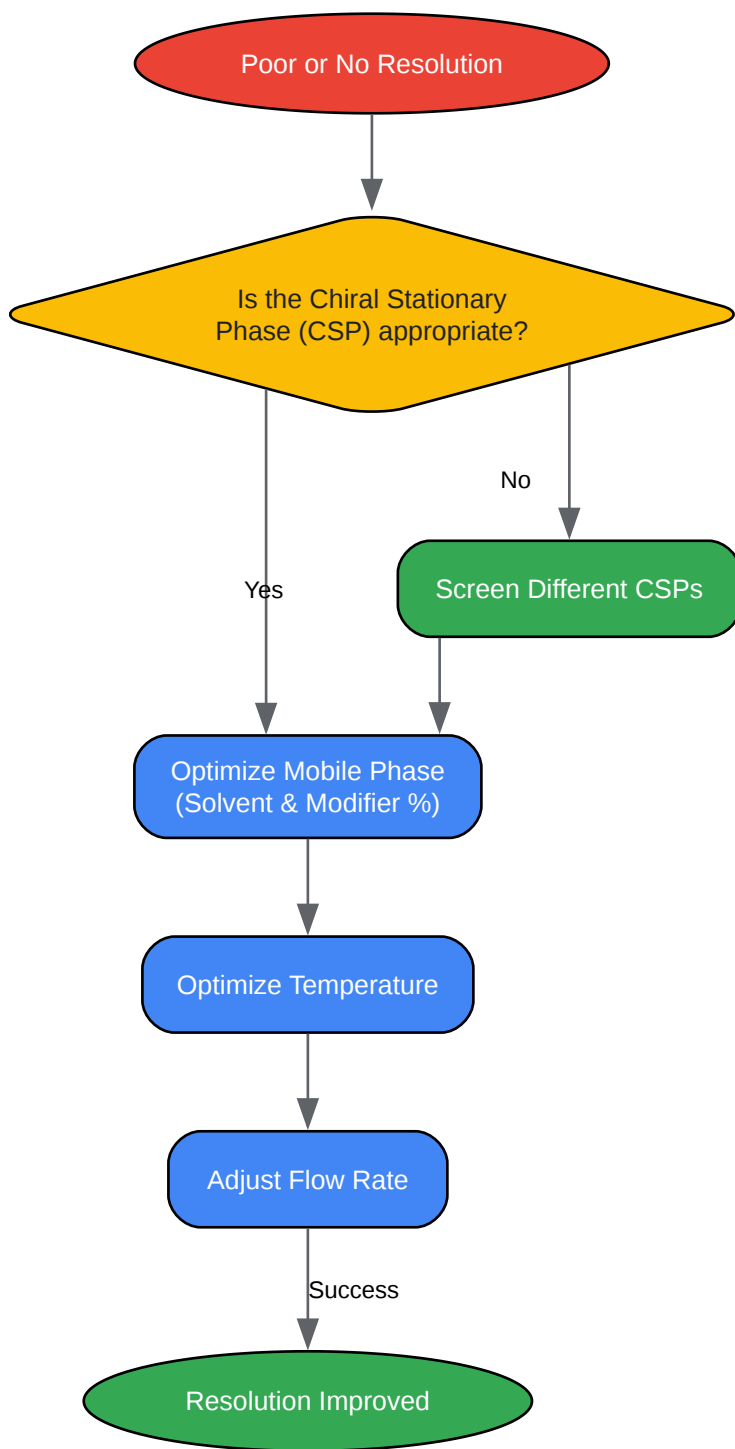 Poor or No Resolution
Is the Chiral Stationary
Phase (CSP) appropriate?
No
Yes
Screen Different CSPs
Optimize Mobile Phase
(Solvent & Modifier %)
Optimize Temperature
Adjust Flow Rate
Success
Resolution Improved